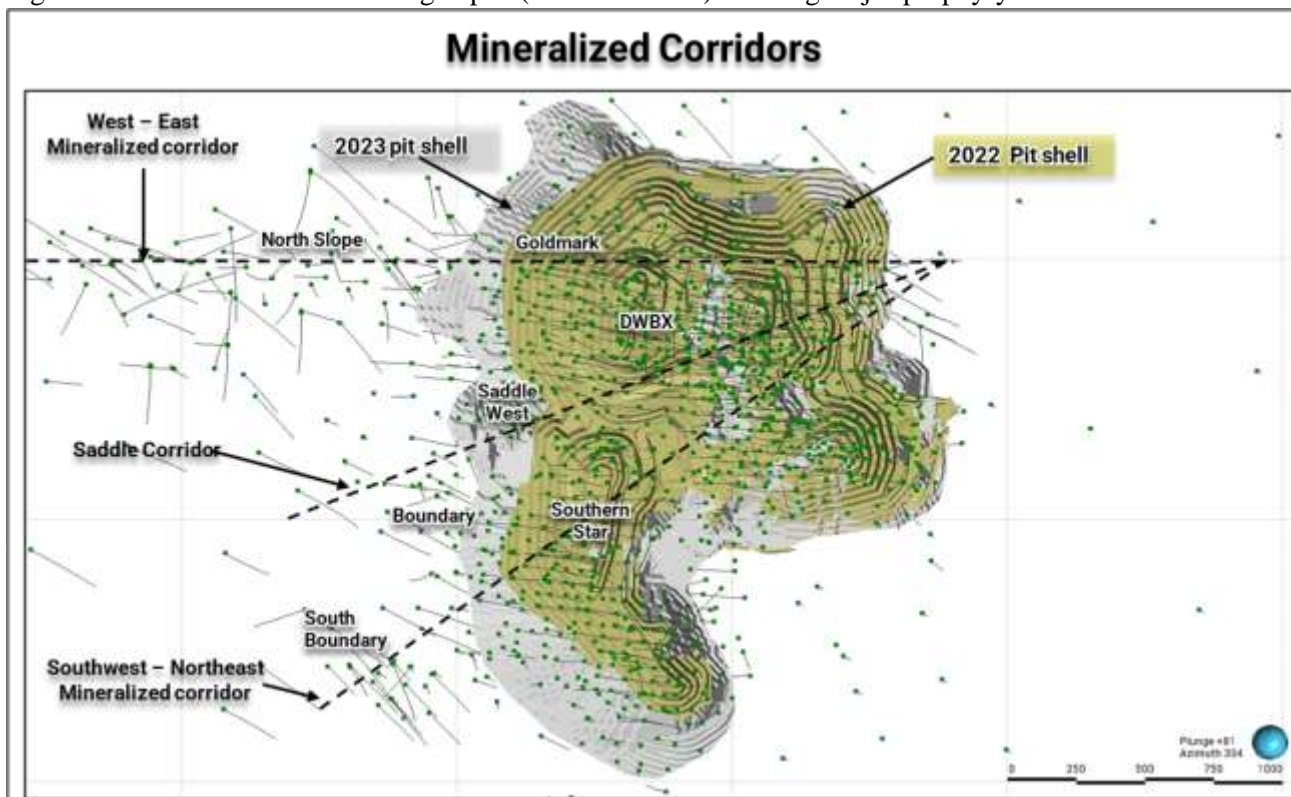 Mineralized Corridors
West – East
Mineralized corridor
2023 pit shell
2022 Pit shell
North Slope
Goldmark
DWBX
Saddle
West
Saddle Corridor
Boundary
Southern
Star
South
Boundary
Southwest – Northeast
Mineralized corridor
Plunge +81
Azimuth 304
0 250 500 750 1000